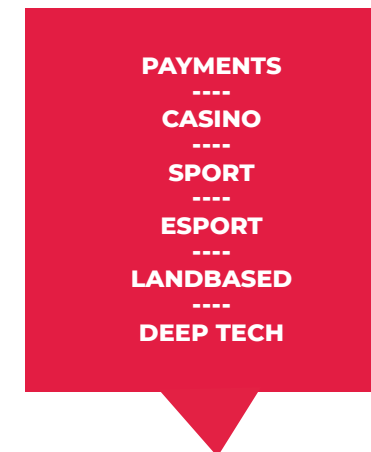 PAYMENTS
----
CASINO
----
SPORT
----
ESPORT
----
LANDBASED
----
DEEP TECH